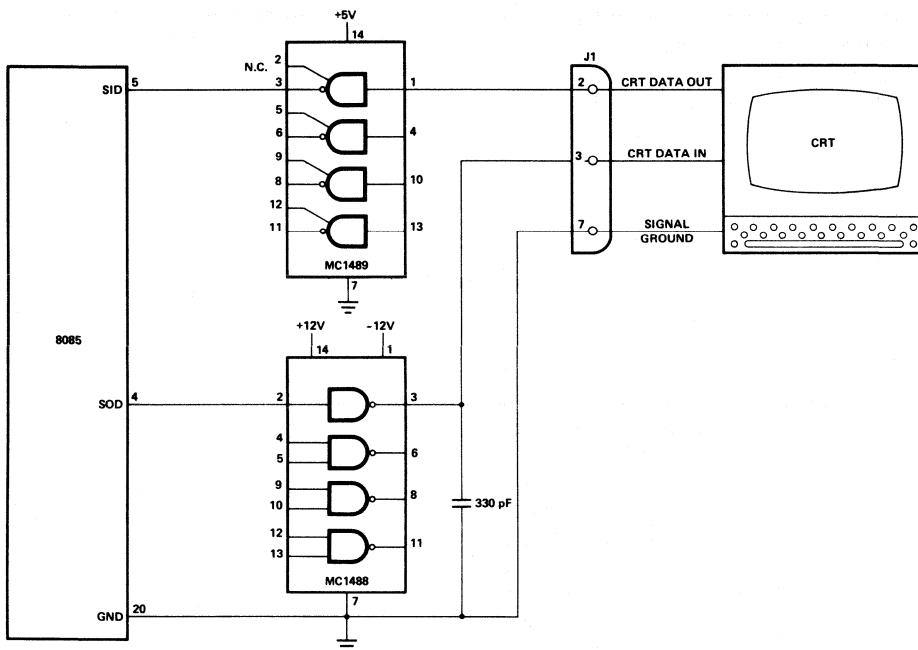 +5V
14
J1
N.C. 2
SID 5
3
1
2
CRT DATA OUT
5
6
4
CRT
9
8
10
3
CRT DATA IN
12
11
13
7
SIGNAL
GROUND
MC1489
7
8085
+12V
-12V
14
1
SOD 4
2
3
4
5
6
9
10
8
330 pF
12
13
11
MC1488
7
GND 20